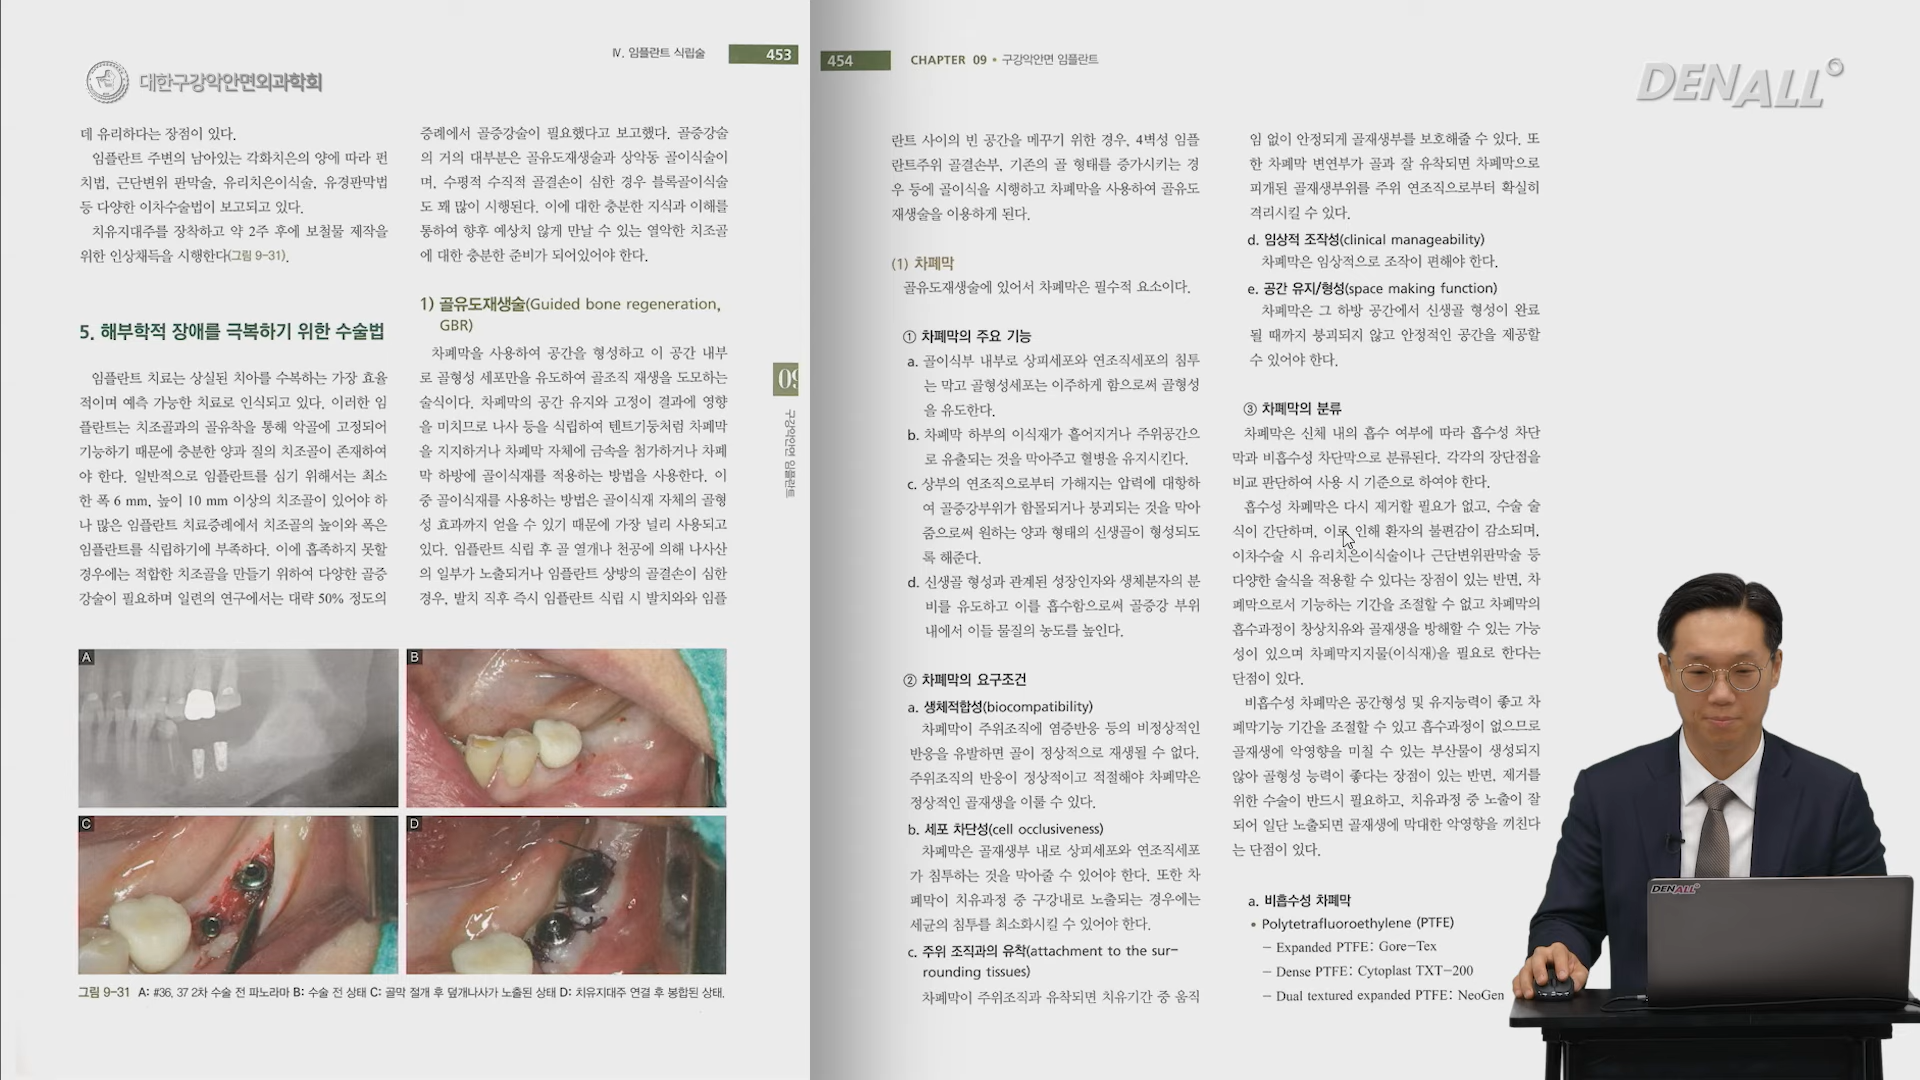 IV. 임플란트 식립술
453
대한구강악안면외과학회
데 유리하다는 장점이 있다.
임플란트 주변의 남아있는 각화치은의 양에 따라 펀
치법, 근단변위 판막술, 유리치은이식술, 유경판막법
등 다양한 이차수술법이 보고되고 있다.
치유지대주를 장착하고 약 2주 후에 보철물 제작을
위한 인상채득을 시행한다(그림 9-31).
5. 해부학적 장애를 극복하기 위한 수술법
임플란트 치료는 상실된 치아를 수복하는 가장 효율
적이며 예측 가능한 치료로 인식되고 있다. 이러한 임
플란트는 치조골과의 골유착을 통해 악골에 고정되어
기능하기 때문에 충분한 양과 질의 치조골이 존재하여
야 한다. 일반적으로 임플란트를 심기 위해서는 최소
한 폭 6 mm, 높이 10 mm 이상의 치조골이 있어야 하
나 많은 임플란트 치료증례에서 치조골의 높이와 폭은
임플란트를 식립하기에 부족하다. 이에 흡족하지 못할
경우에는 적합한 치조골을 만들기 위하여 다양한 골증
강술이 필요하며 일련의 연구에서는 대략 50% 정도의
증례에서 골증강술이 필요했다고 보고했다. 골증강술
의 거의 대부분은 골유도재생술과 상악동 골이식술이
며, 수평적 수직적 골결손이 심한 경우 블록골이식술
도 꽤 많이 시행된다. 이에 대한 충분한 지식과 이해를
통하여 향후 예상치 않게 만날 수 있는 열악한 치조골
에 대한 충분한 준비가 되어있어야 한다.
1) 골유도재생술(Guided bone regeneration,
GBR)
차폐막을 사용하여 공간을 형성하고 이 공간 내부
로 골형성 세포만을 유도하여 골조직 재생을 도모하는
술식이다. 차폐막의 공간 유지와 고정이 결과에 영향
을 미치므로 나사 등을 식립하여 텐트기둥처럼 차폐막
을 지지하거나 차폐막 자체에 금속을 첨가하거나 차폐
막 하방에 골이식재를 적용하는 방법을 사용한다. 이
중 골이식재를 사용하는 방법은 골이식재 자체의 골형
성 효과까지 얻을 수 있기 때문에 가장 널리 사용되고
있다. 임플란트 식립 후 골 열개나 천공에 의해 나사산
의 일부가 노출되거나 임플란트 상방의 골결손이 심한
경우, 발치 직후 즉시 임플란트 식립 시 발치와와 임플
09
구강악안면 임플란트
A
B
C
D
그림 9-31 A: #36, 37 2차 수술 전 파노라마 B: 수술 전 상태 C: 골막 절개 후 덮개나사가 노출된 상태 D: 치유지대주 연결 후 봉합된 상태.
454
CHAPTER 09 • 구강악안면 임플란트
란트 사이의 빈 공간을 메꾸기 위한 경우, 4벽성 임플
란트주위 골결손부, 기존의 골 형태를 증가시키는 경
우 등에 골이식을 시행하고 차폐막을 사용하여 골유도
재생술을 이용하게 된다.
(1) 차폐막
골유도재생술에 있어서 차폐막은 필수적 요소이다.
① 차폐막의 주요 기능
a. 골이식부 내부로 상피세포와 연조직세포의 침투
는 막고 골형성세포는 이주하게 함으로써 골형성
을 유도한다.
b. 차폐막 하부의 이식재가 흩어지거나 주위공간으
로 유출되는 것을 막아주고 혈병을 유지시킨다.
c. 상부의 연조직으로부터 가해지는 압력에 대항하
여 골증강부위가 함몰되거나 붕괴되는 것을 막아
줌으로써 원하는 양과 형태의 신생골이 형성되도
록 해준다.
d. 신생골 형성과 관계된 성장인자와 생체분자의 분
비를 유도하고 이를 흡수함으로써 골증강 부위
내에서 이들 물질의 농도를 높인다.
② 차폐막의 요구조건
a. 생체적합성(biocompatibility)
차폐막이 주위조직에 염증반응 등의 비정상적인
반응을 유발하면 골이 정상적으로 재생될 수 없다.
주위조직의 반응이 정상적이고 적절해야 차폐막은
정상적인 골재생을 이룰 수 있다.
b. 세포 차단성(cell occlusiveness)
차폐막은 골재생부 내로 상피세포와 연조직세포
가 침투하는 것을 막아줄 수 있어야 한다. 또한 차
폐막이 치유과정 중 구강내로 노출되는 경우에는
세균의 침투를 최소화시킬 수 있어야 한다.
c. 주위 조직과의 유착(attachment to the sur-
rounding tissues)
차폐막이 주위조직과 유착되면 치유기간 중 움직
임 없이 안정되게 골재생부를 보호해줄 수 있다. 또
한 차폐막 변연부가 골과 잘 유착되면 차폐막으로
피개된 골재생부위를 주위 연조직으로부터 확실히
격리시킬 수 있다.
d. 임상적 조작성(clinical manageability)
차폐막은 임상적으로 조작이 편해야 한다.
e. 공간 유지/형성(space making function)
차폐막은 그 하방 공간에서 신생골 형성이 완료
될 때까지 붕괴되지 않고 안정적인 공간을 제공할
수 있어야 한다.
③ 차폐막의 분류
차폐막은 신체 내의 흡수 여부에 따라 흡수성 차단
막과 비흡수성 차단막으로 분류된다. 각각의 장단점을
비교 판단하여 사용 시 기준으로 하여야 한다.
흡수성 차폐막은 다시 제거할 필요가 없고, 수술 술
식이 간단하며, 이로 인해 환자의 불편감이 감소되며,
이차수술 시 유리치은이식술이나 근단변위판막술 등
다양한 술식을 적용할 수 있다는 장점이 있는 반면, 차
폐막으로서 기능하는 기간을 조절할 수 없고 차폐막의
흡수과정이 창상치유와 골재생을 방해할 수 있는 가능
성이 있으며 차폐막지지물(이식재)을 필요로 한다는
단점이 있다.
비흡수성 차폐막은 공간형성 및 유지능력이 좋고 차
폐막기능 기간을 조절할 수 있고 흡수과정이 없으므로
골재생에 악영향을 미칠 수 있는 부산물이 생성되지
않아 골형성 능력이 좋다는 장점이 있는 반면, 제거를
위한 수술이 반드시 필요하고, 치유과정 중 노출이 잘
되어 일단 노출되면 골재생에 막대한 악영향을 끼친다
는 단점이 있다.
a. 비흡수성 차폐막
• Polytetrafluoroethylene (PTFE)
– Expanded PTFE: Gore-Tex
– Dense PTFE: Cytoplast TXT-200
– Dual textured expanded PTFE: NeoGen
DENALL
DENALL